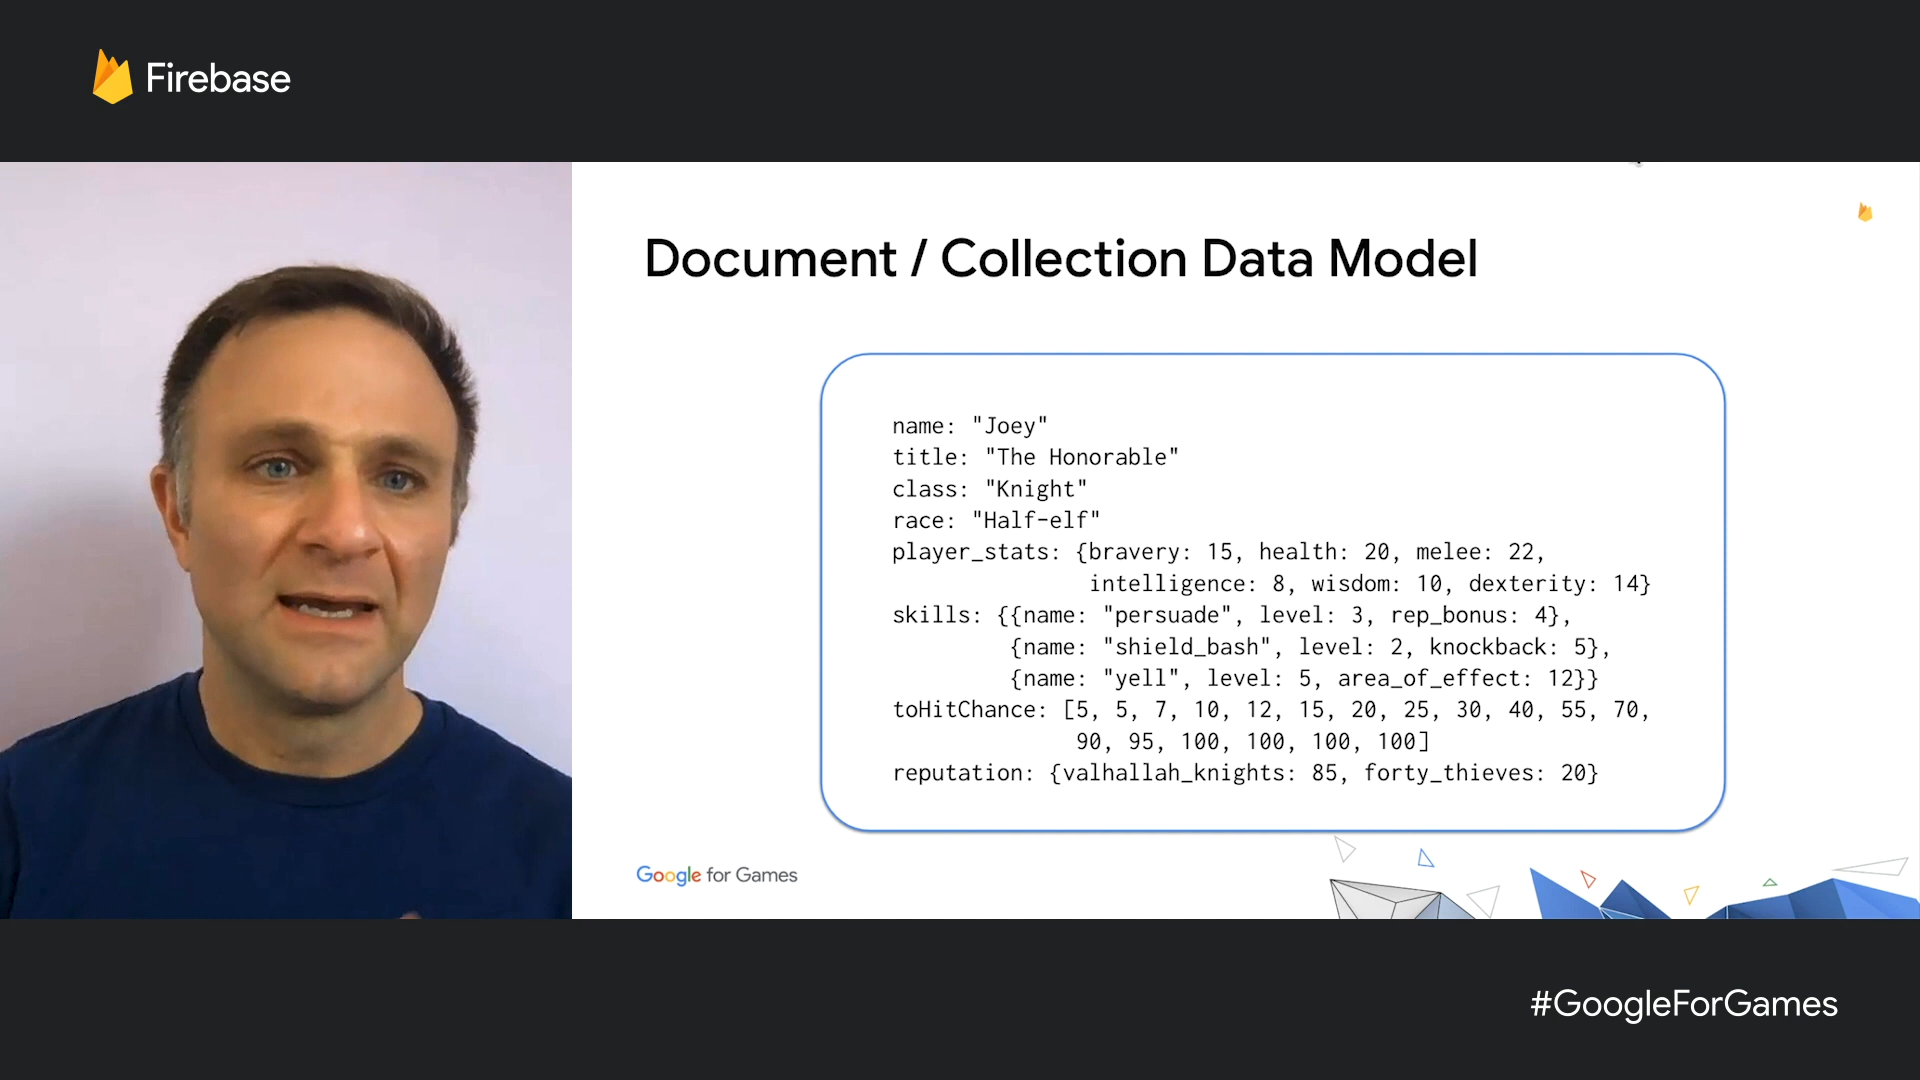 Firebase
Document / Collection Data Model
name: "Joey"
title: "The Honorable"
class: "Knight"
race: "Half-elf"
player_stats: {bravery: 15, health: 20, melee: 22,
intelligence: 8, wisdom: 10, dexterity: 14}
skills: {{name: "persuade", level: 3, rep_bonus: 4},
{name: "shield_bash", level: 2, knockback: 5},
{name: "yell", level: 5, area_of_effect: 12}}
toHitChance: [5, 5, 7, 10, 12, 15, 20, 25, 30, 40, 55, 70,
90, 95, 100, 100, 100, 100]
reputation: {valhallah_knights: 85, forty_thieves: 20}
Google for Games
#GoogleForGames